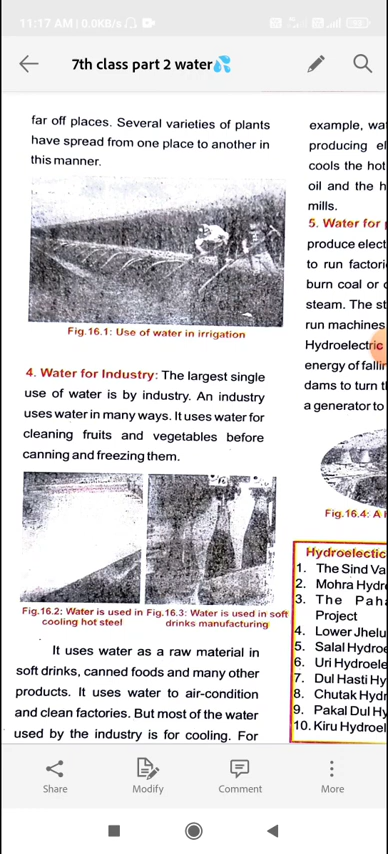 11:17 AM | 0.0KB/s
7th class part 2 water💦
far off places. Several varieties of plants
have spread from one place to another in
this manner.
Fig.16.1: Use of water in irrigation
4. Water for Industry: The largest single
use of water is by industry. An industry
uses water in many ways. It uses water for
cleaning fruits and vegetables before
canning and freezing them.
Fig.16.2: Water is used in
cooling hot steel
Fig.16.3: Water is used in soft
drinks manufacturing
It uses water as a raw material in
soft drinks, canned foods and many other
products. It uses water to air-condition
and clean factories. But most of the water
used by the industry is for cooling. For
example, wa
producing el
cools the hot
oil and the h
mills.
5. Water for
produce elect
to run factori
burn coal or
steam. The st
run machines
Hydroelectric
energy of fallin
dams to turn t
a generator to
Fig.16.4: A
Hydroelectic
1. The Sind Va
2. Mohra Hydr
3. The Pah
Project
4. Lower Jhelu
5. Salal Hydroe
6. Uri Hydroele
7. Dul Hasti Hy
8. Chutak Hydr
9. Pakal Dul Hy
10. Kiru Hydroel
Share
Modify
Comment
More